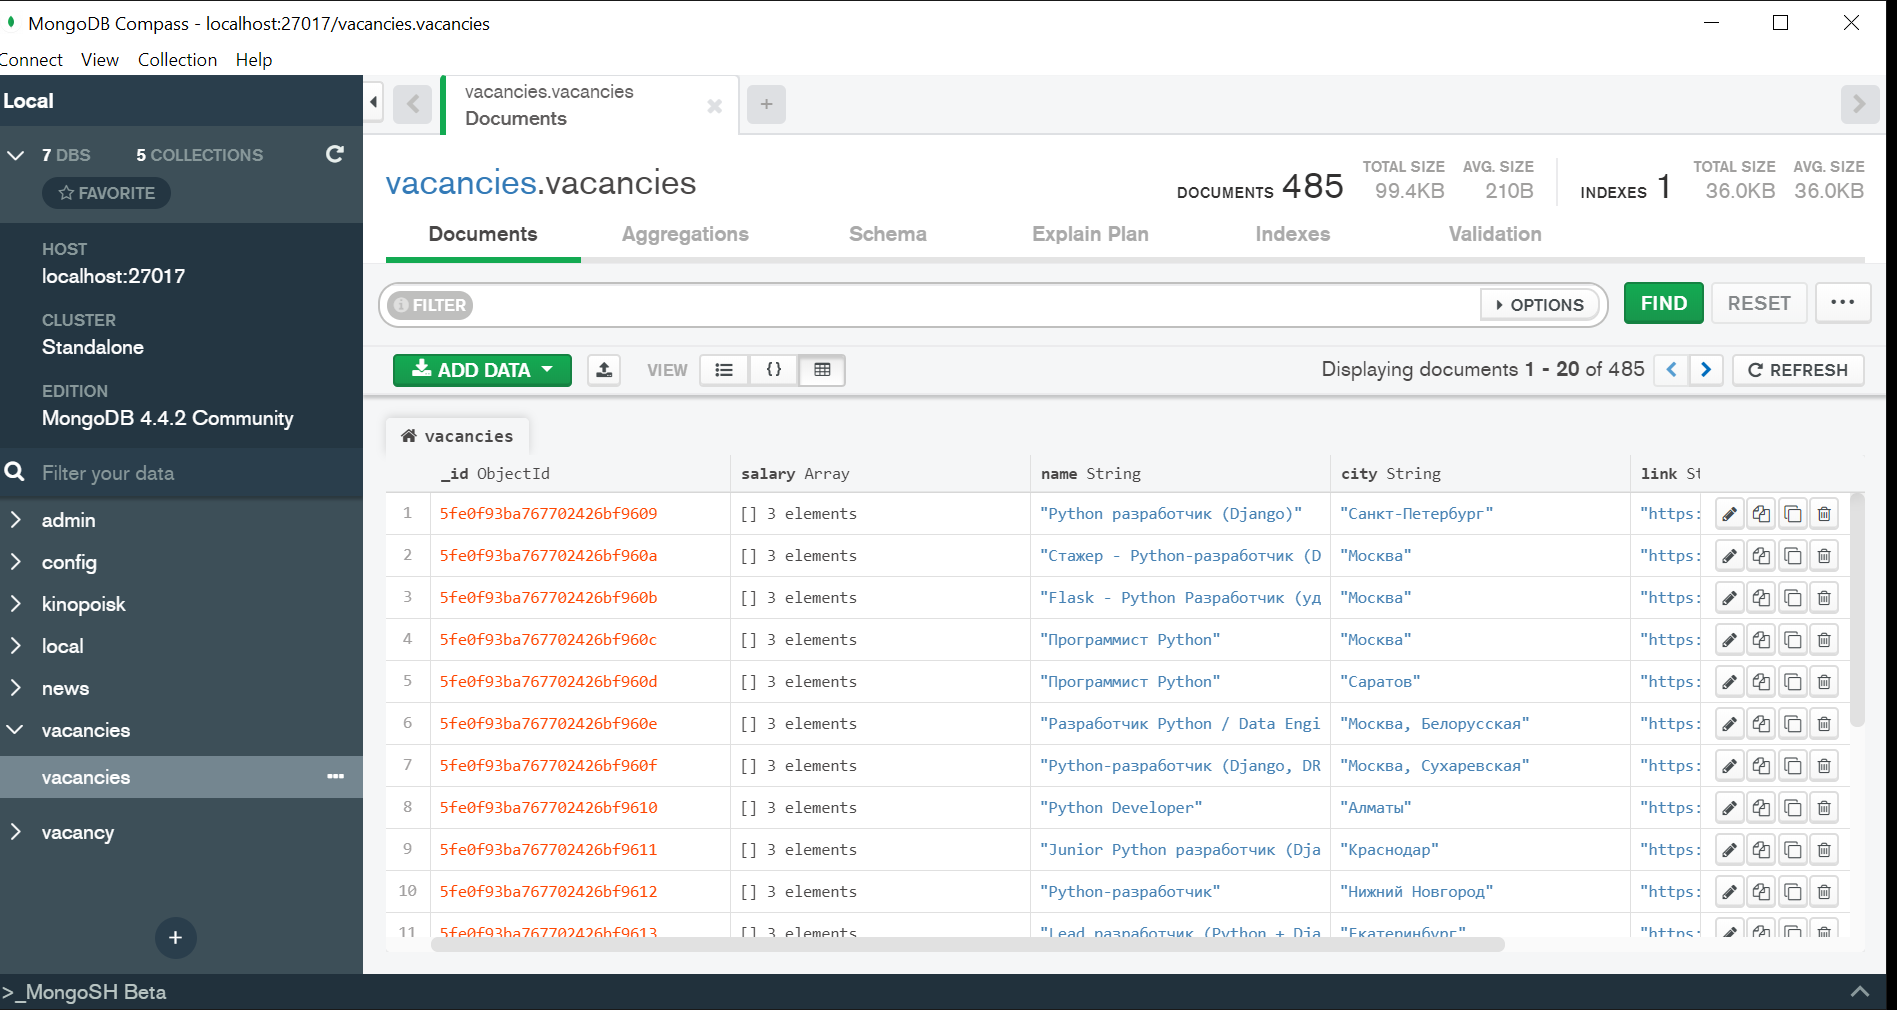 MongoDB Compass - localhost:27017/vacancies.vacancies
Connect View Collection Help
Local
7 DBS 5 COLLECTIONS
FAVORITE
HOST
localhost:27017
CLUSTER
Standalone
EDITION
MongoDB 4.4.2 Community
Filter your data
admin
config
kinopoisk
local
news
vacancies
vacancies
vacancy
>_MongoSH Beta
vacancies.vacancies
Documents
vacancies.vacancies
DOCUMENTS 485 TOTAL SIZE 99.4KB AVG. SIZE 210B INDEXES 1 TOTAL SIZE 36.0KB AVG. SIZE 36.0KB
Documents Aggregations Schema Explain Plan Indexes Validation
FILTER OPTIONS FIND RESET
ADD DATA VIEW {} Displaying documents 1 - 20 of 485 REFRESH
vacancies
_id ObjectId salary Array name String city String link St
1 5fe0f93ba767702426bf9609 [] 3 elements "Python разработчик (Django)" "Санкт-Петербург" "https:
2 5fe0f93ba767702426bf960a [] 3 elements "Стажер - Python-разработчик (D "Москва" "https:
3 5fe0f93ba767702426bf960b [] 3 elements "Flask - Python Разработчик (уд "Москва" "https:
4 5fe0f93ba767702426bf960c [] 3 elements "Программист Python" "Москва" "https:
5 5fe0f93ba767702426bf960d [] 3 elements "Программист Python" "Саратов" "https:
6 5fe0f93ba767702426bf960e [] 3 elements "Разработчик Python / Data Engi "Москва, Белорусская" "https:
7 5fe0f93ba767702426bf960f [] 3 elements "Python-разработчик (Django, DR "Москва, Сухаревская" "https:
8 5fe0f93ba767702426bf9610 [] 3 elements "Python Developer" "Алматы" "https:
9 5fe0f93ba767702426bf9611 [] 3 elements "Junior Python разработчик (Dja "Краснодар" "https:
10 5fe0f93ba767702426bf9612 [] 3 elements "Python-разработчик" "Нижний Новгород" "https:
11 5fe0f93ba767702426bf9613 [] 3 elements "Lead разработчик (Python + Dja "Екатеринбург" "https: